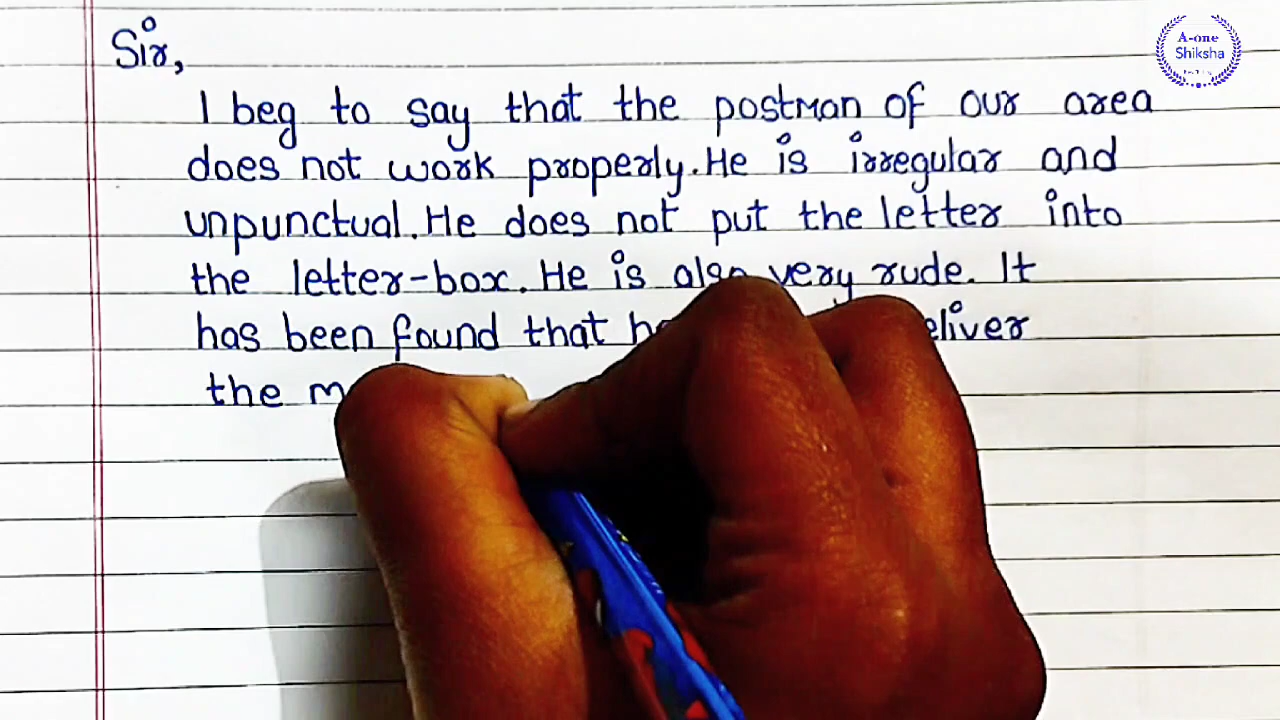 Sir,
I beg to say that the postman of our area
does not work properly. He is irregular and
unpunctual. He does not put the letter into
the letter-box. He is also very rude. It
has been found that
the
A-one
Shiksha